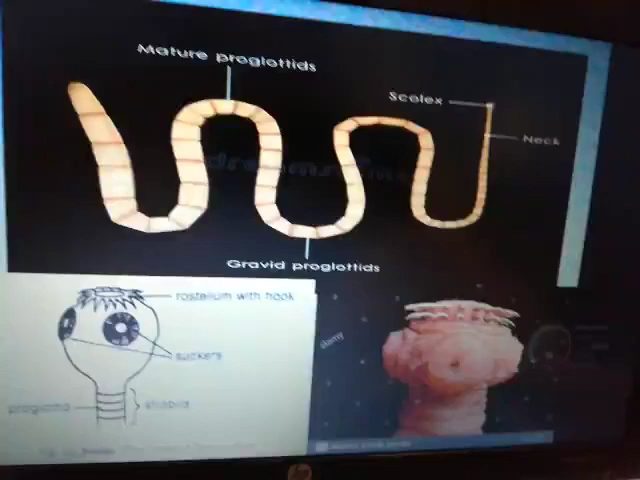 Mature proglottids
Scolex
Neck
Gravid proglottids
rostellum with hook
suckers
proglottid
strobila